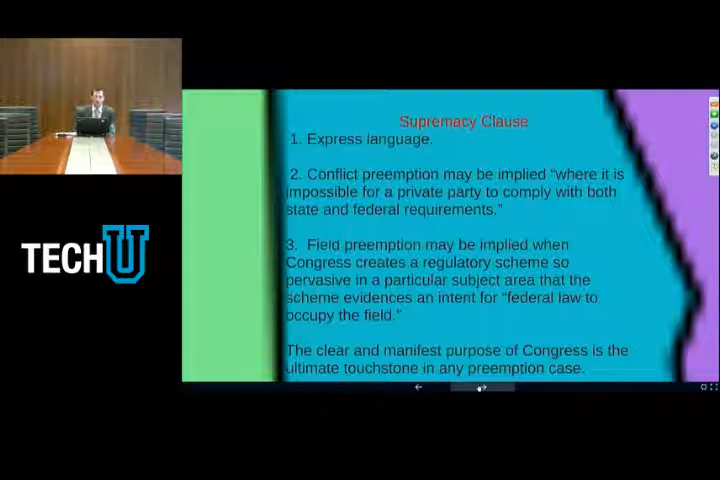 Supremacy Clause
1. Express language.
2. Conflict preemption may be implied “where it is
impossible for a private party to comply with both
state and federal requirements.”
3. Field preemption may be implied when
Congress creates a regulatory scheme so
pervasive in a particular subject area that the
scheme evidences an intent for “federal law to
occupy the field.”
The clear and manifest purpose of Congress is the
ultimate touchstone in any preemption case.
TECHU